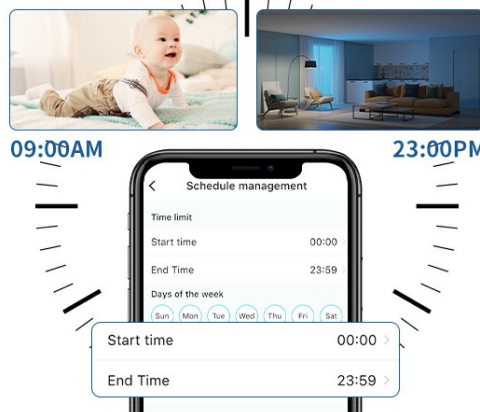 09:00AM
23:00PM
Schedule management
Time limit
Start time 00:00
End Time 23:59
Days of the week
Sun Mon Tue Wed Thu Fri Sat
Start time 00:00
End Time 23:59